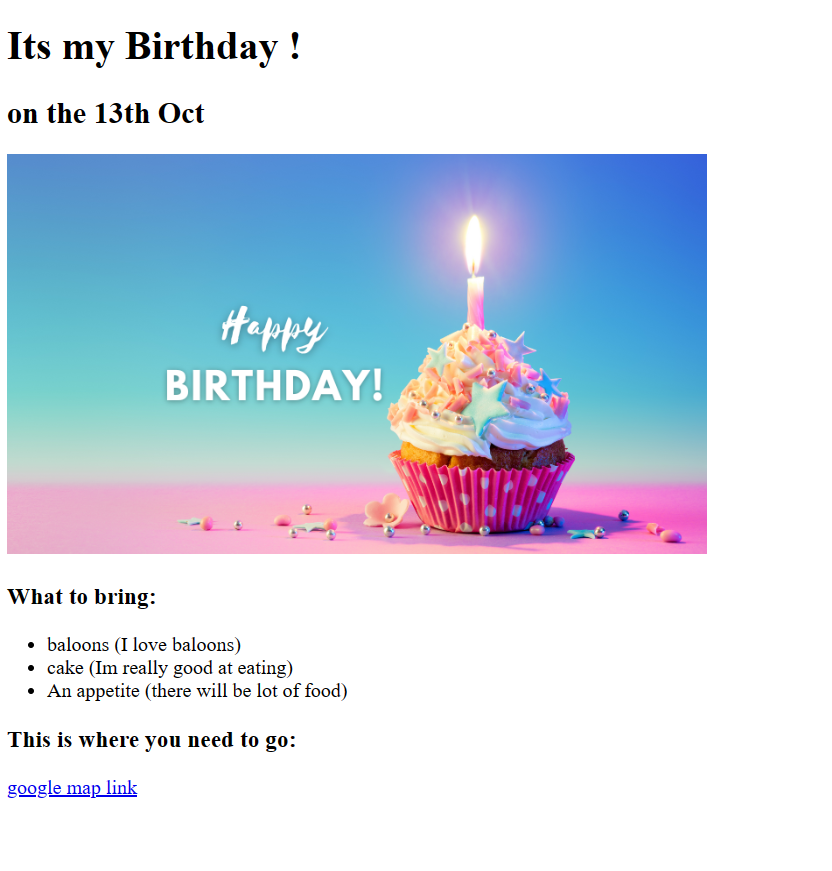 Its my Birthday !
on the 13th Oct
Happy
BIRTHDAY!
What to bring:
baloons (I love baloons)
cake (Im really good at eating)
An appetite (there will be lot of food)
This is where you need to go:
google map link